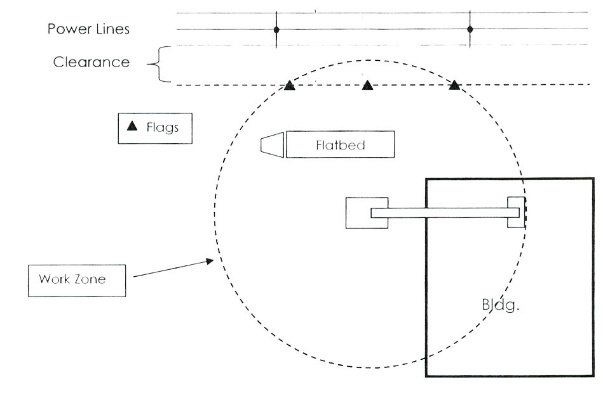 Power Lines
Clearance
Flags
Flatbed
Work Zone
Bldg.